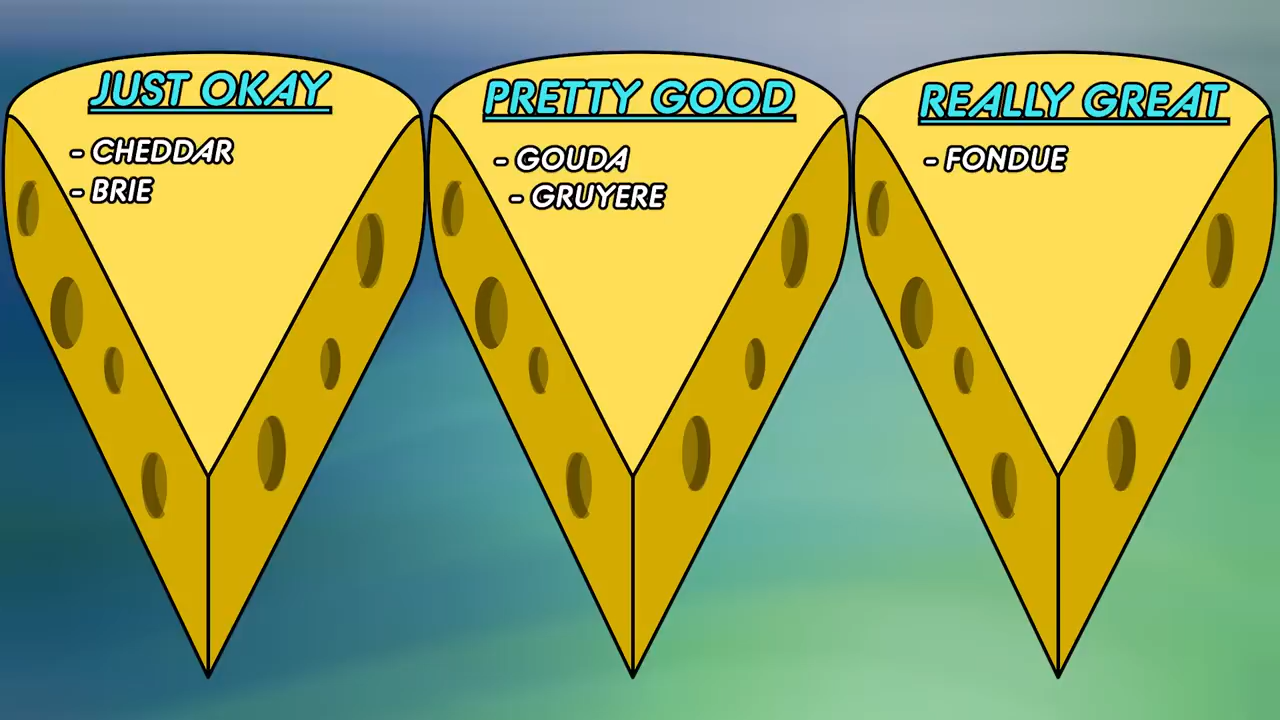 JUST OKAY
- CHEDDAR
- BRIE
PRETTY GOOD
- GOUDA
- GRUYERE
REALLY GREAT
- FONDUE